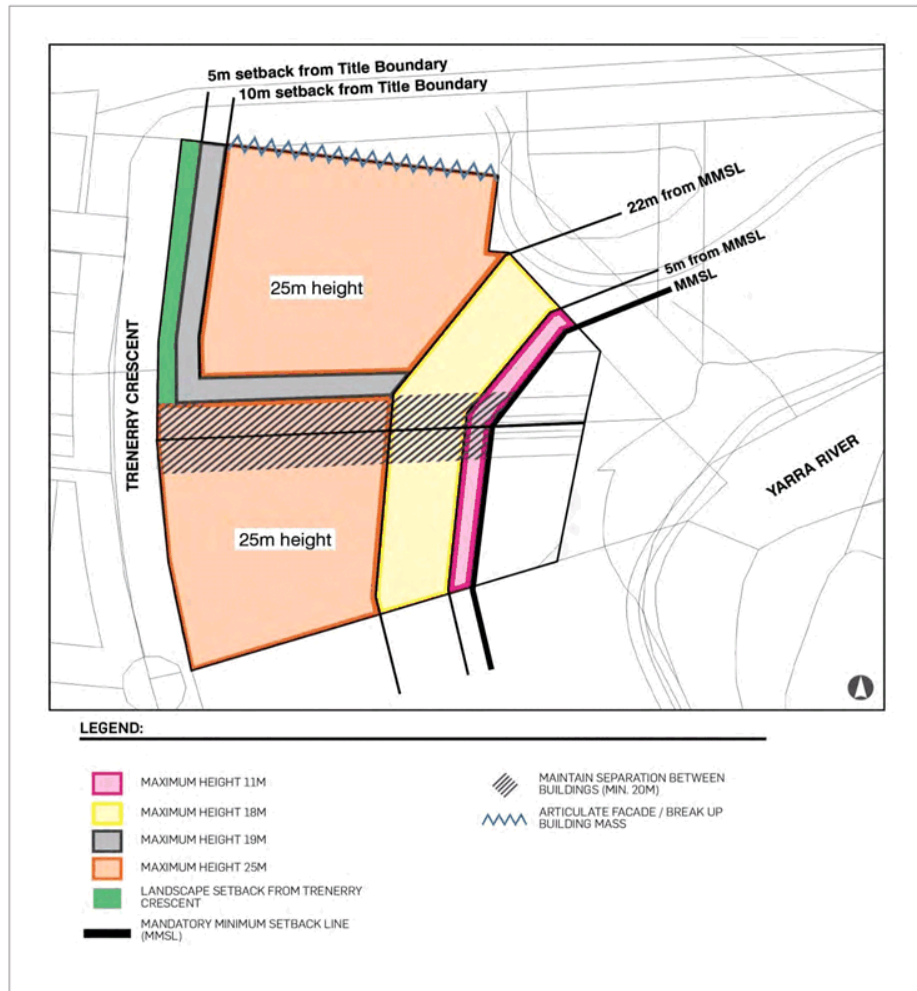 5m setback from Title Boundary
10m setback from Title Boundary
22m from MMSL
5m from MMSL
MMSL
25m height
TRENERRY CRESCENT
YARRA RIVER
25m height
LEGEND:
MAXIMUM HEIGHT 11M
MAXIMUM HEIGHT 18M
MAXIMUM HEIGHT 19M
MAXIMUM HEIGHT 25M
LANDSCAPE SETBACK FROM TRENERRY
CRESCENT
MANDATORY MINIMUM SETBACK LINE
(MMSL)
MAINTAIN SEPARATION BETWEEN
BUILDINGS (MIN. 20M)
ARTICULATE FACADE / BREAK UP
BUILDING MASS